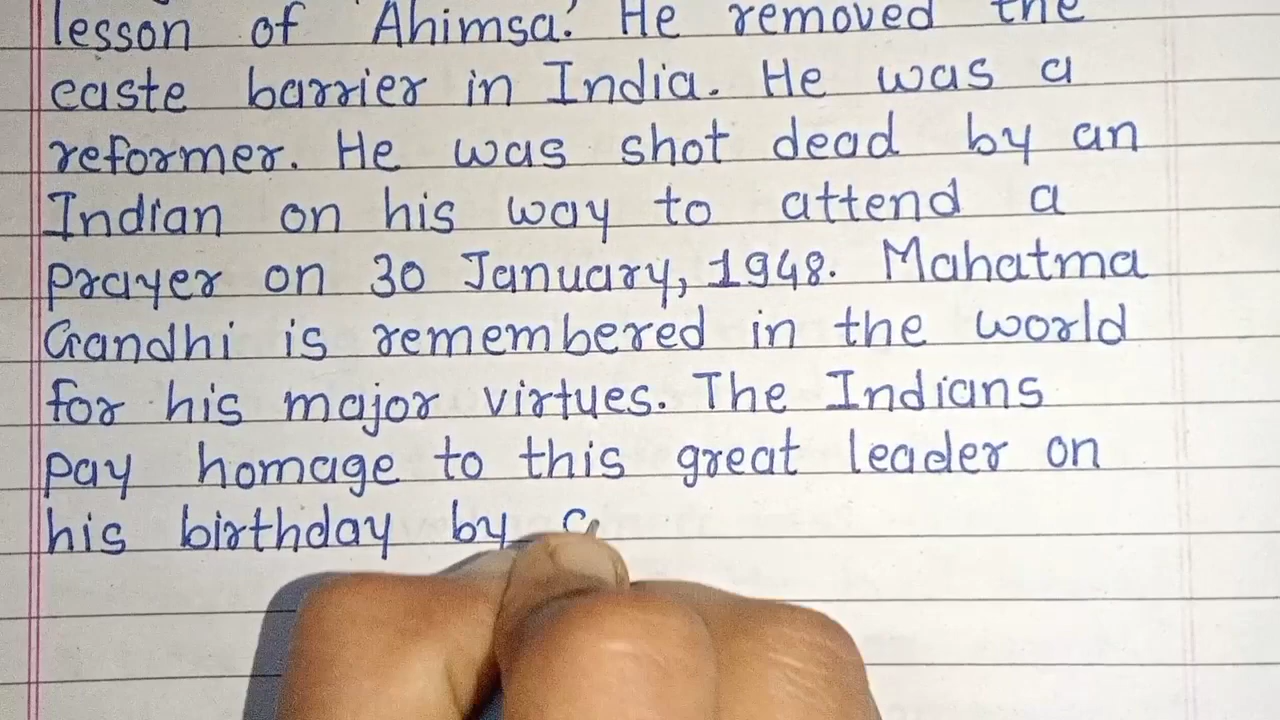 lesson of 'Ahimsa.' He removed the
caste barrier in India. He was a
reformer. He was shot dead by an
Indian on his way to attend a
prayer on 30 January, 1948. Mahatma
Gandhi is remembered in the world
for his major virtues. The Indians
pay homage to this great leader on
his birthday by